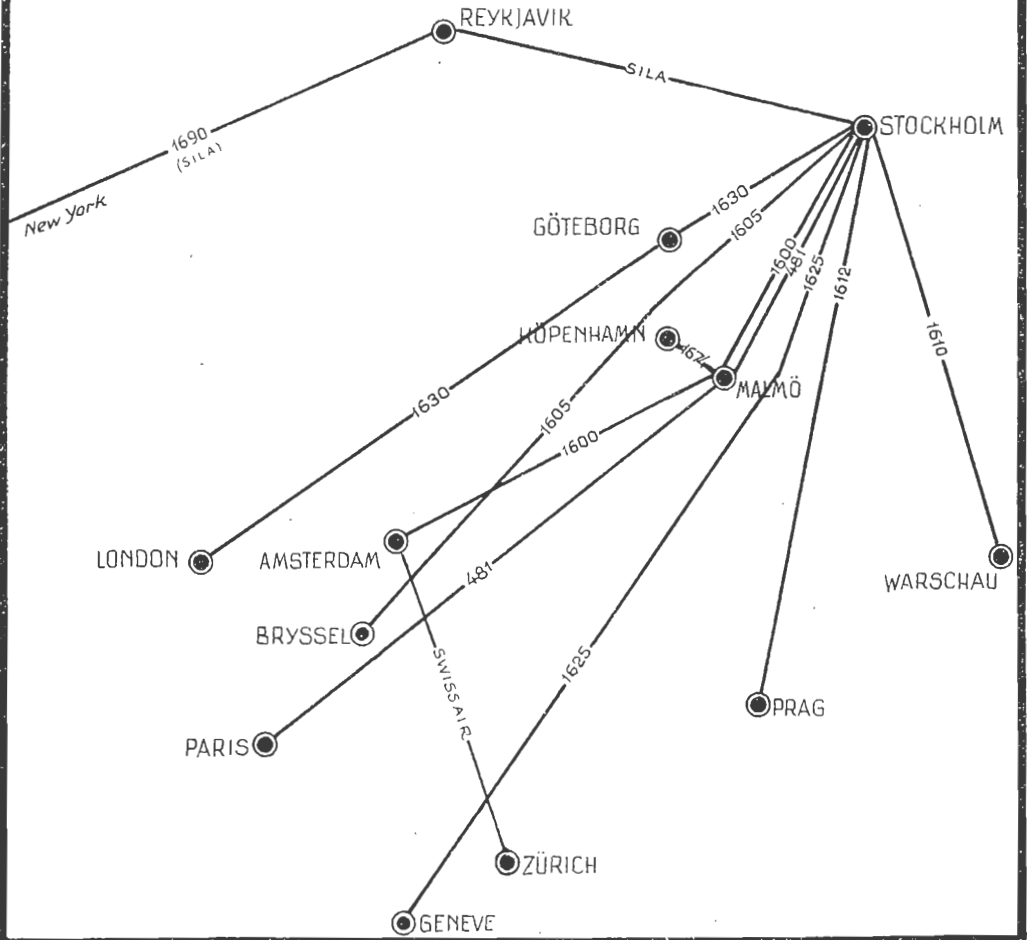 REYKJAVIK
SILA
STOCKHOLM
1690
(SILA)
New York
1630
1605
GÖTEBORG
1600
481
1625
1612
KÖPENHAMN
1674
1610
MALMÖ
1630
1605
1600
LONDON
AMSTERDAM
481
WARSCHAU
BRYSSEL
SWISSAIR
1625
PRAG
PARIS
ZÜRICH
GENEVE